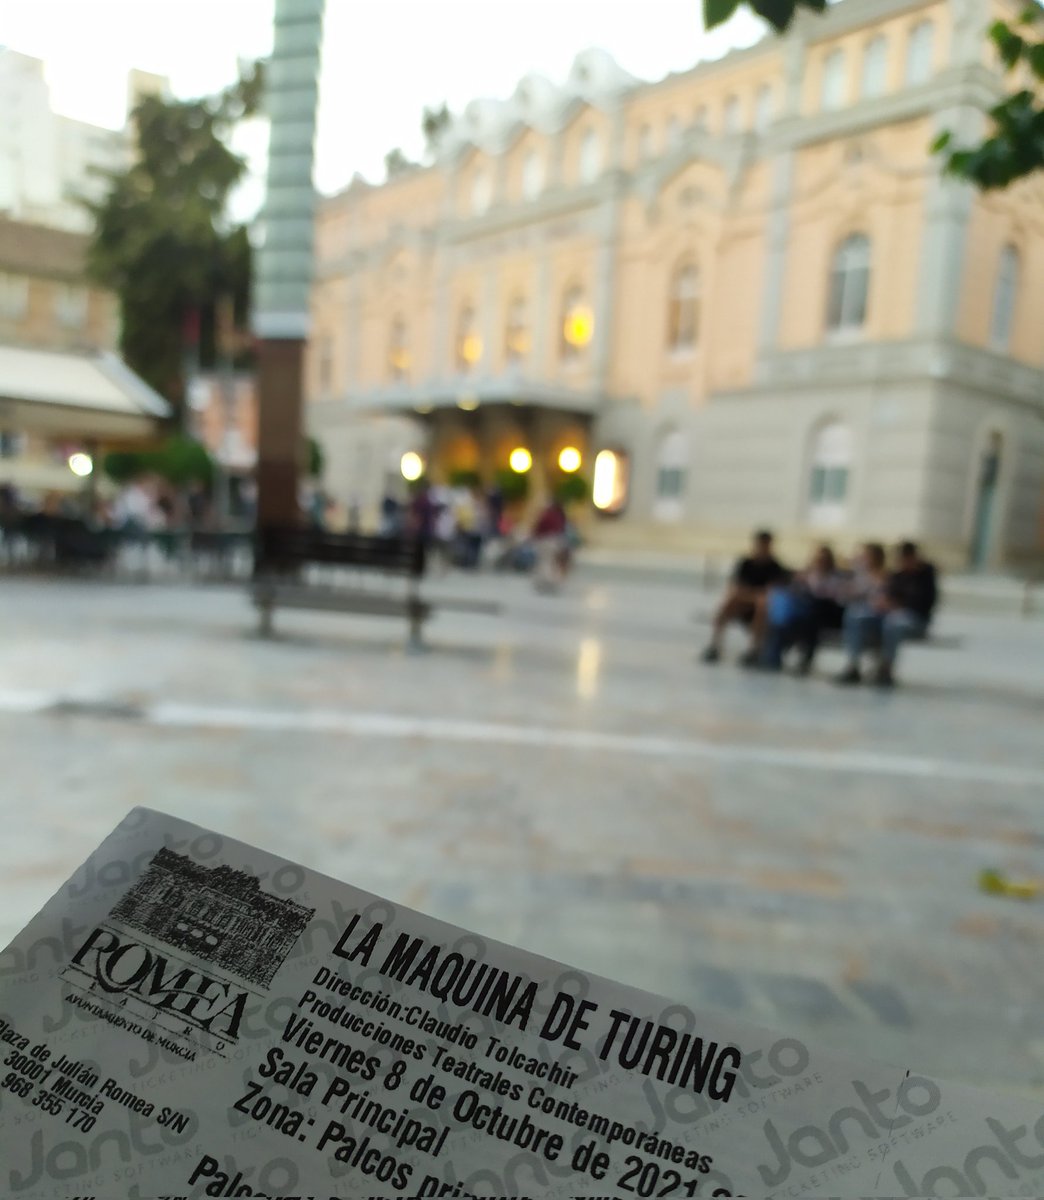 ROMEA
TEATRO
AYUNTAMIENTO DE MURCIA
Plaza de Julián Romea S/N
30001 Murcia
968 355 170
LA MAQUINA DE TURING
Dirección:Claudio Tolcachir
Producciones Teatrales Contemporáneas
Viernes 8 de Octubre de 2021
Sala Principal
Zona: Palcos
Janto
TICKETING SOFTWARE